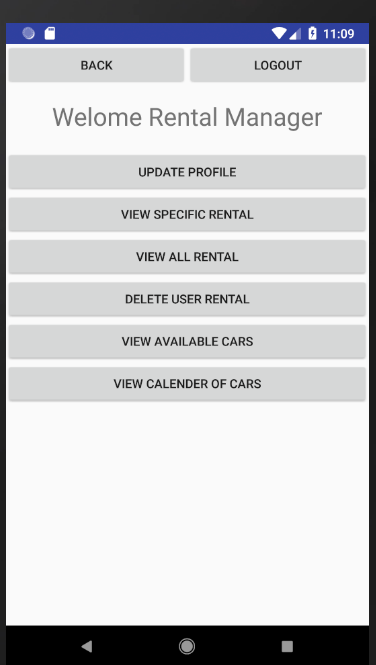 11:09
BACK LOGOUT
Welome Rental Manager
UPDATE PROFILE
VIEW SPECIFIC RENTAL
VIEW ALL RENTAL
DELETE USER RENTAL
VIEW AVAILABLE CARS
VIEW CALENDER OF CARS